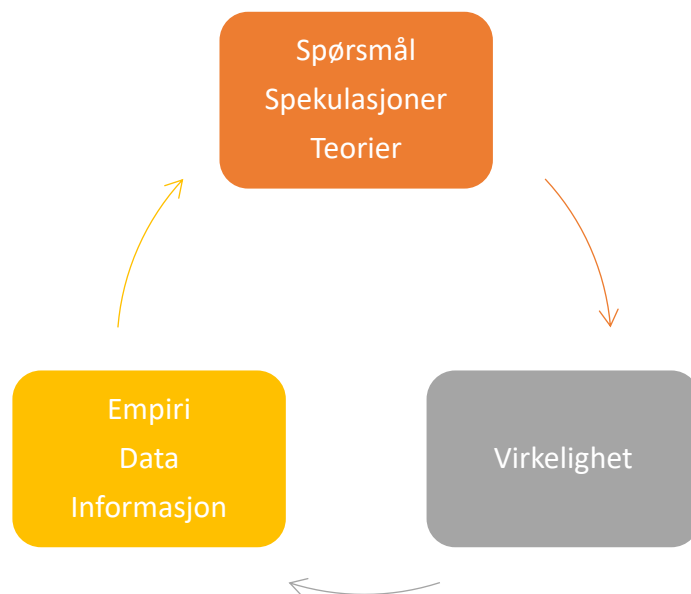 Spørsmål
Spekulasjoner
Teorier
Empiri
Data
Informasjon
Virkelighet